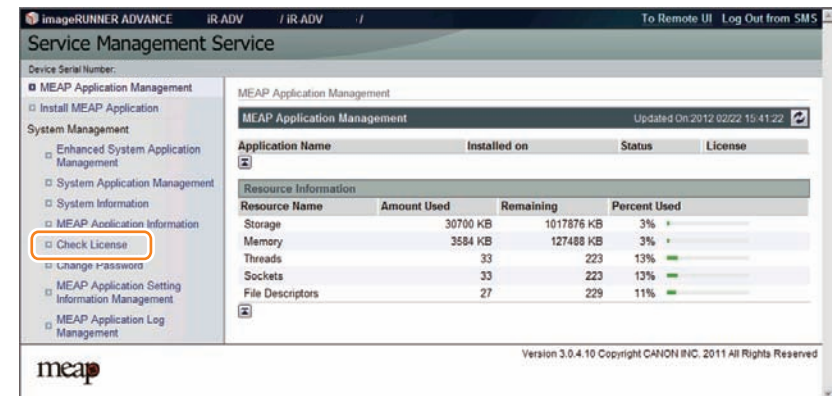 imageRUNNER ADVANCE iR-ADV / iR-ADV / To Remote UI Log Out from SMS
Service Management Service
Device Serial Number:
MEAP Application Management
Install MEAP Application
System Management
Enhanced System Application
Management
System Application Management
System Information
MEAP Application Information
Check License
Change Password
MEAP Application Setting
Information Management
MEAP Application Log
Management
MEAP Application Management
MEAP Application Management Updated On:2012 02/22 15:41:22
Application Name Installed on Status License
Resource Information
Resource Name Amount Used Remaining Percent Used
Storage 30700 KB 1017876 KB 3%
Memory 3584 KB 127488 KB 3%
Threads 33 223 13%
Sockets 33 223 13%
File Descriptors 27 229 11%
meap
Version 3.0.4.10 Copyright CANON INC. 2011 All Rights Reserved